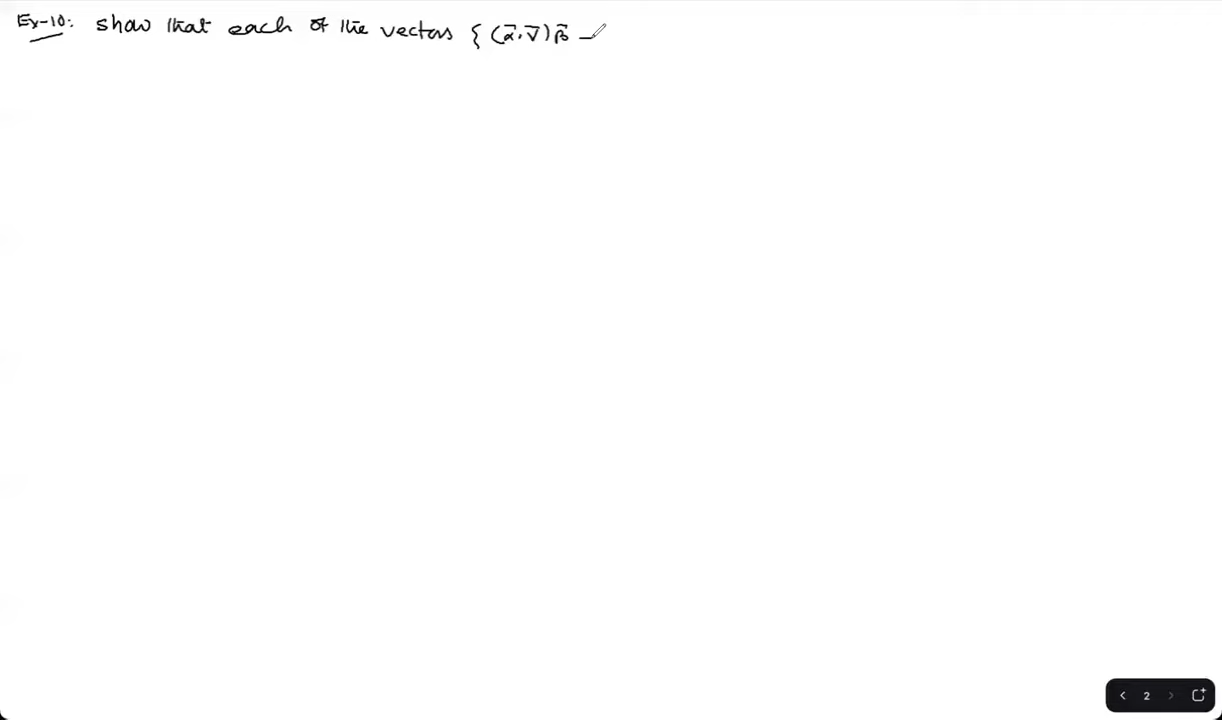 Ex-10: show that each of the vectors { (α⃗.v⃗)β⃗ –
2